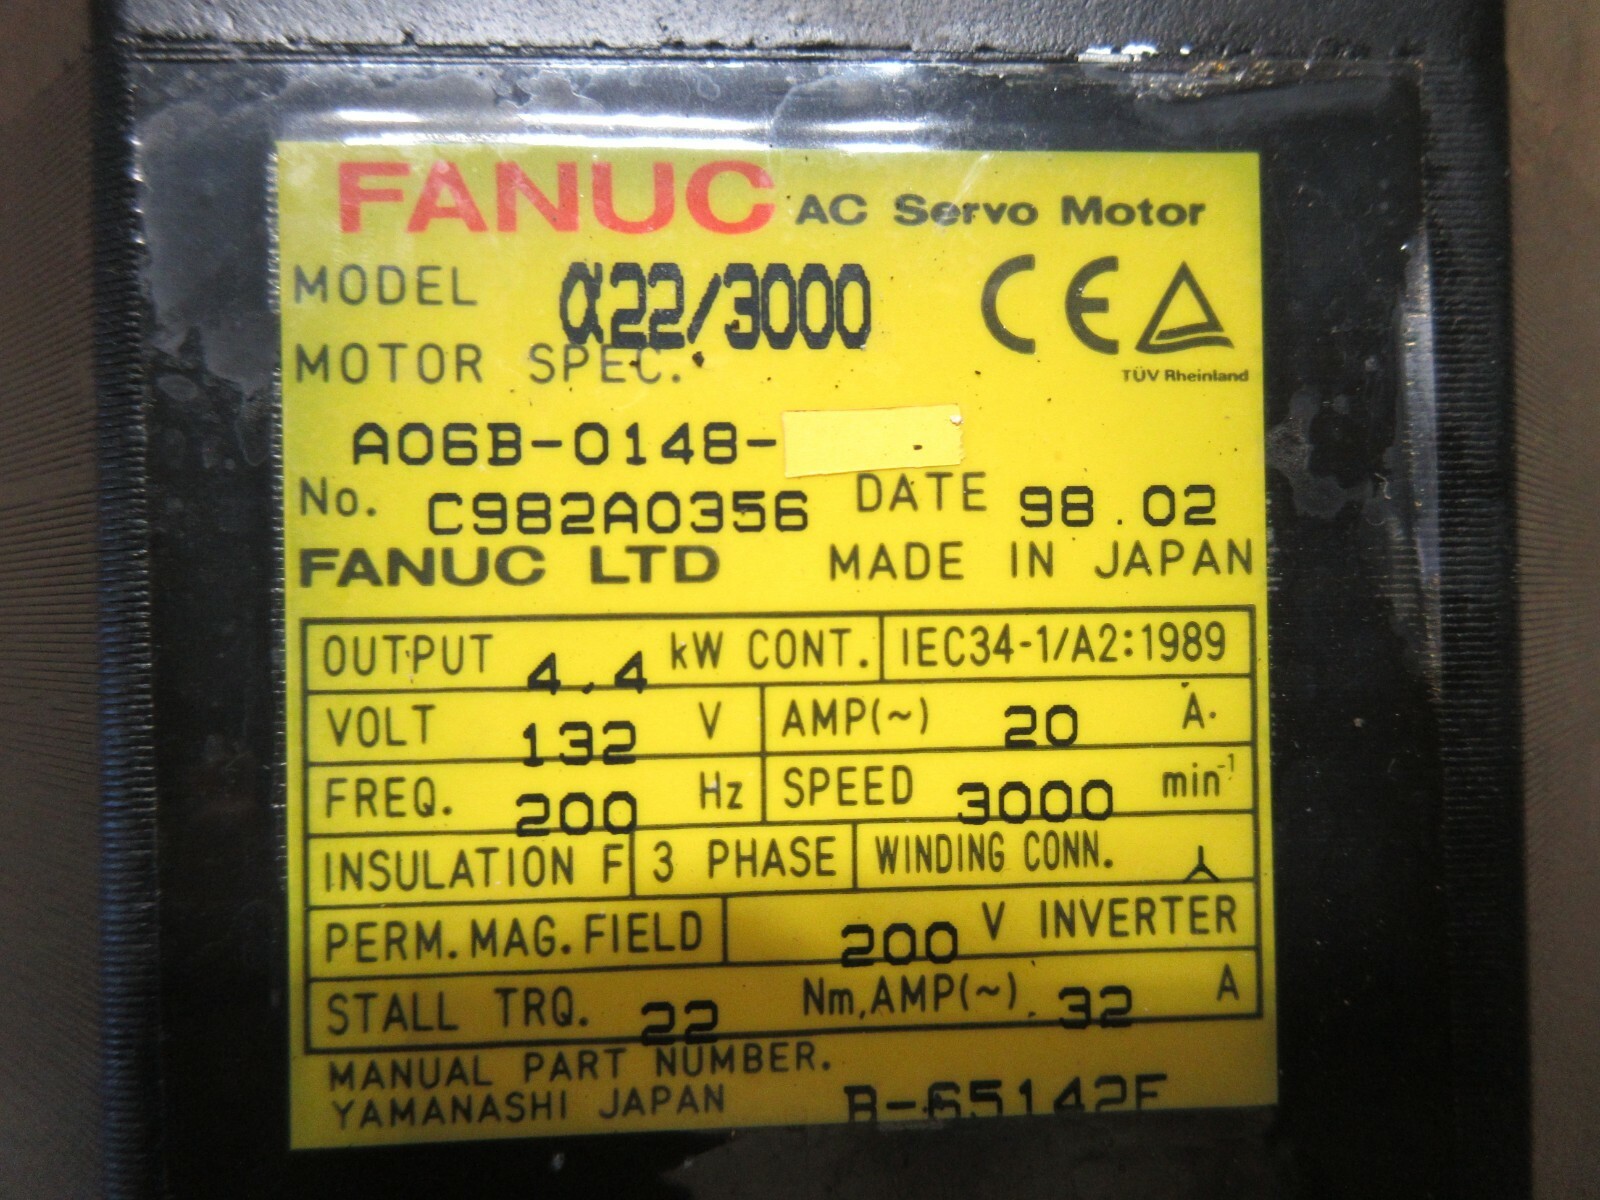 FANUC AC Servo Motor
MODEL α22/3000 CE
TÜV Rheinland
MOTOR SPEC.
A06B-0148-
No. C982A0356 DATE 98.02
FANUC LTD MADE IN JAPAN
OUTPUT 4.4 kW CONT. IEC34-1/A2:1989
VOLT 132 V AMP(~) 20 A.
FREQ. 200 Hz SPEED 3000 min-1
INSULATION F 3 PHASE WINDING CONN.
PERM.MAG.FIELD 200 V INVERTER
STALL TRQ. 22 Nm,AMP(~) 32 A
MANUAL PART NUMBER.
YAMANASHI JAPAN B-65142E